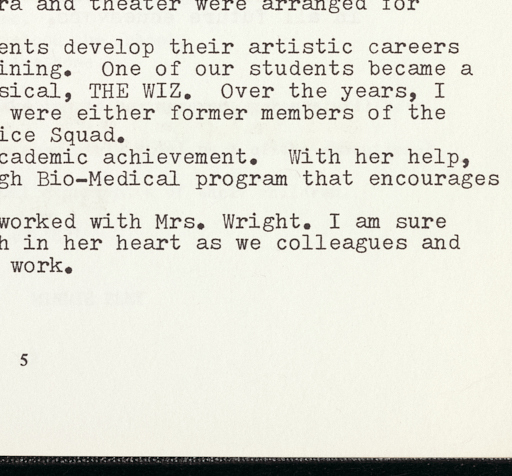 ra and theater were arranged for
ents develop their artistic careers
ining. One of our students became a
sical, THE WIZ. Over the years, I
were either former members of the
ice Squad.
cademic achievement. With her help,
gh Bio-Medical program that encourages
worked with Mrs. Wright. I am sure
h in her heart as we colleagues and
work.
5